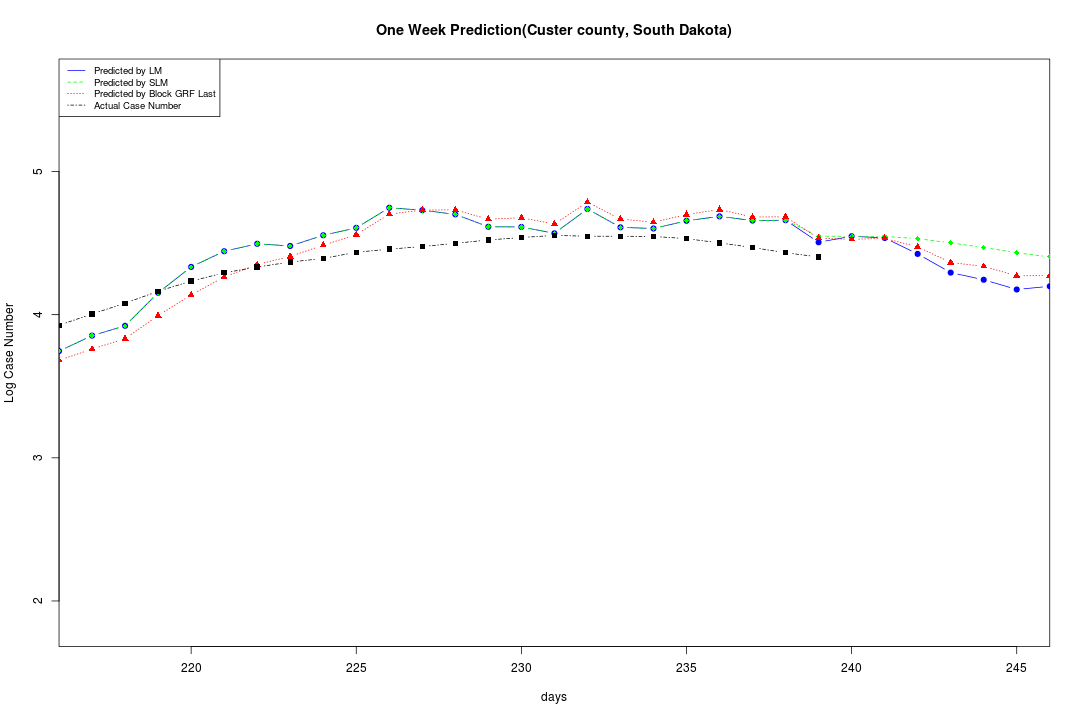 One Week Prediction(Custer county, South Dakota)
Predicted by LM
Predicted by SLM
Predicted by Block GRF Last
Actual Case Number
Log Case Number
5
4
3
2
220 225 230 235 240 245
days